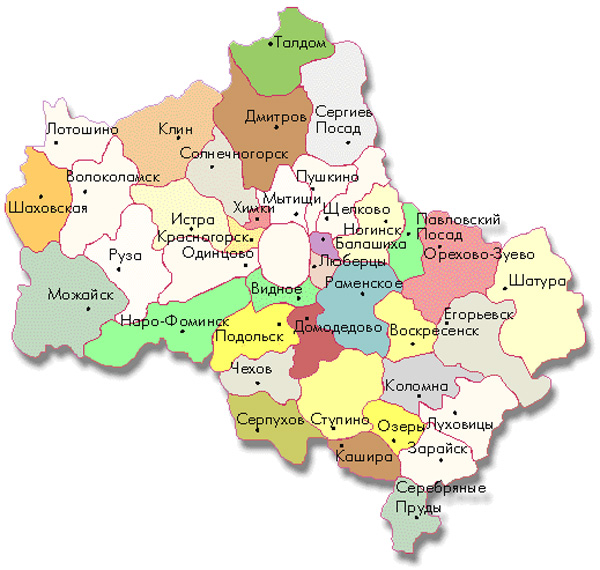 Талдом
Дмитров
Сергиев
Посад
Лотошино
Клин
Солнечногорск
Волоколамск
Пушкино
Шаховская
Мытищи
Химки
Щелково
Истра
Ногинск
Павловский
Посад
Красногорск
Балашиха
Руза
Одинцово
Люберцы
Орехово-Зуево
Шатура
Можайск
Видное
Раменское
Наро-Фоминск
Подольск
Домодедово
Воскресенск
Егорьевск
Чехов
Коломна
Серпухов
Ступино
Озеры
Луховицы
Кашира
Зарайск
Серебряные
Пруды